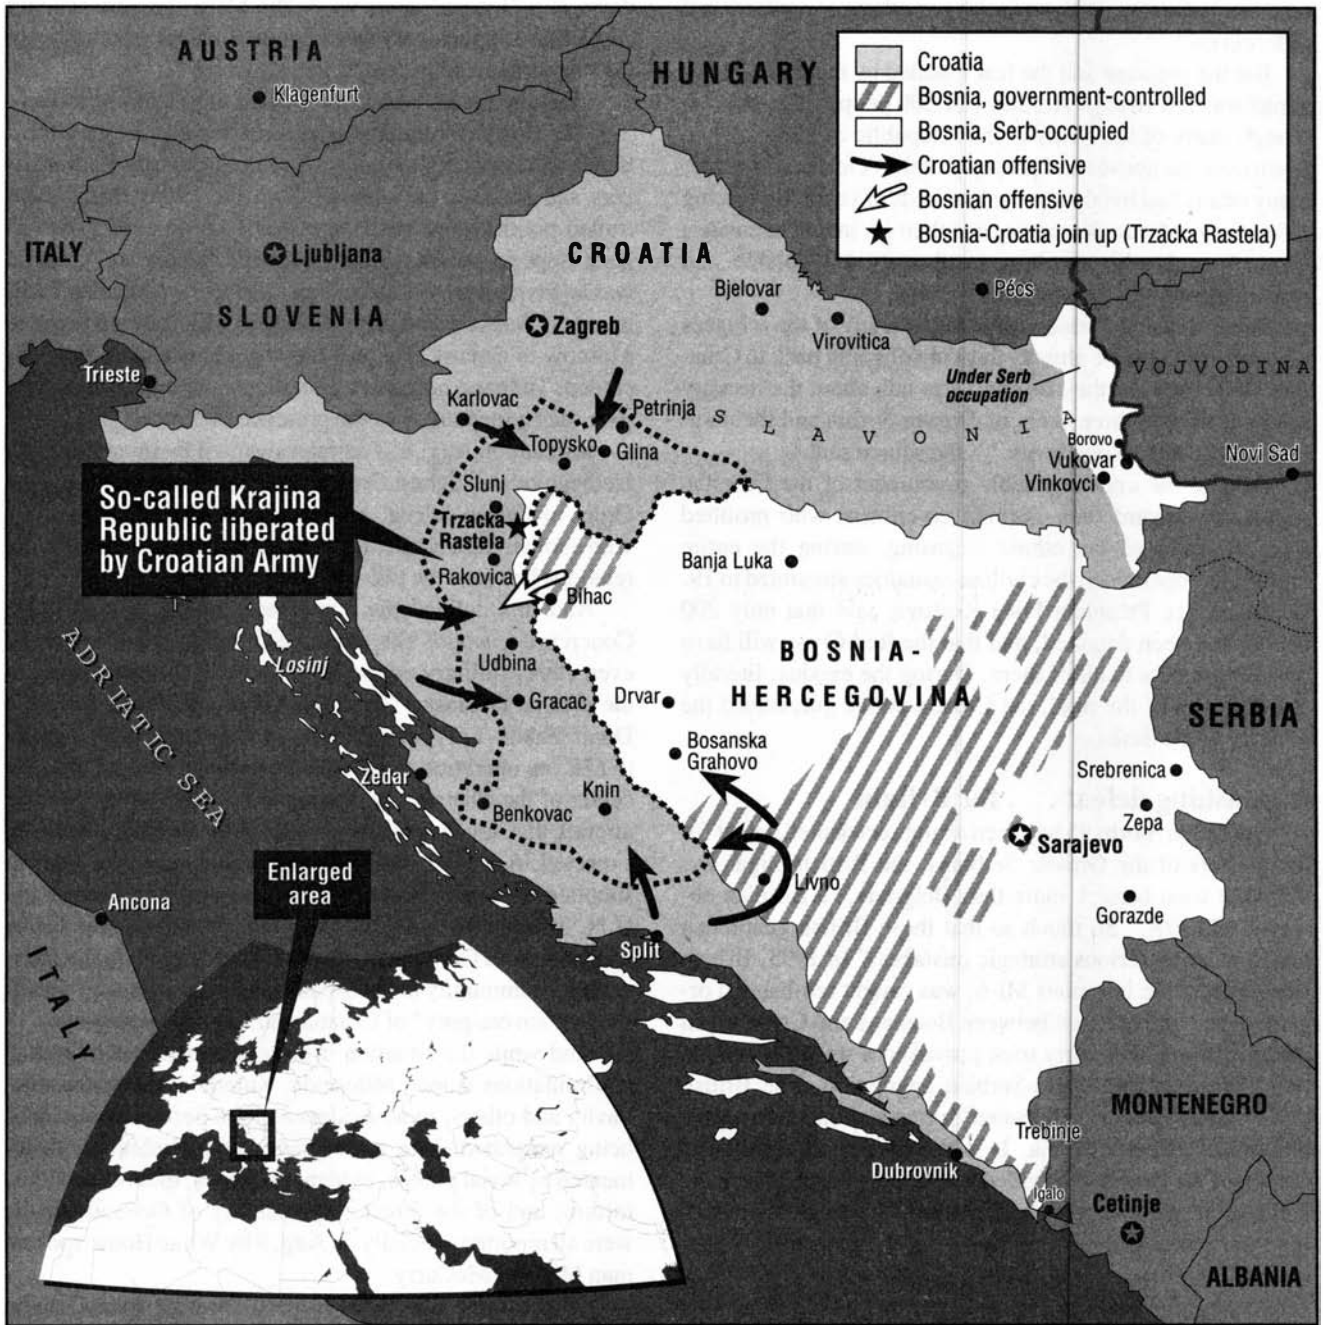 AUSTRIA
Klagenfurt
HUNGARY
Croatia
Bosnia, government-controlled
Bosnia, Serb-occupied
Croatian offensive
Bosnian offensive
Bosnia-Croatia join up (Trzacka Rastela)
ITALY
Ljubljana
SLOVENIA
CROATIA
Zagreb
Bjelovar
Virovitica
Pécs
Trieste
Under Serb
occupation
VOJVODINA
Karlovac
Petrinja
Topysko
Glina
SLAVONIA
Borovo
Vukovar
Vinkovci
Novi Sad
So-called Krajina
Republic liberated
by Croatian Army
Slunj
Trzacka
Rastela
Rakovica
Bihac
Banja Luka
ADRIATIC SEA
Losinj
Udbina
Gracac
Drvar
BOSNIA-
HERCEGOVINA
SERBIA
Bosanska
Grahovo
Zedar
Benkovac
Knin
Srebrenica
Zepa
Sarajevo
Gorazde
Livno
Split
Enlarged
area
Ancona
ITALY
MONTENEGRO
Trebinje
Dubrovnik
Igalo
Cetinje
ALBANIA